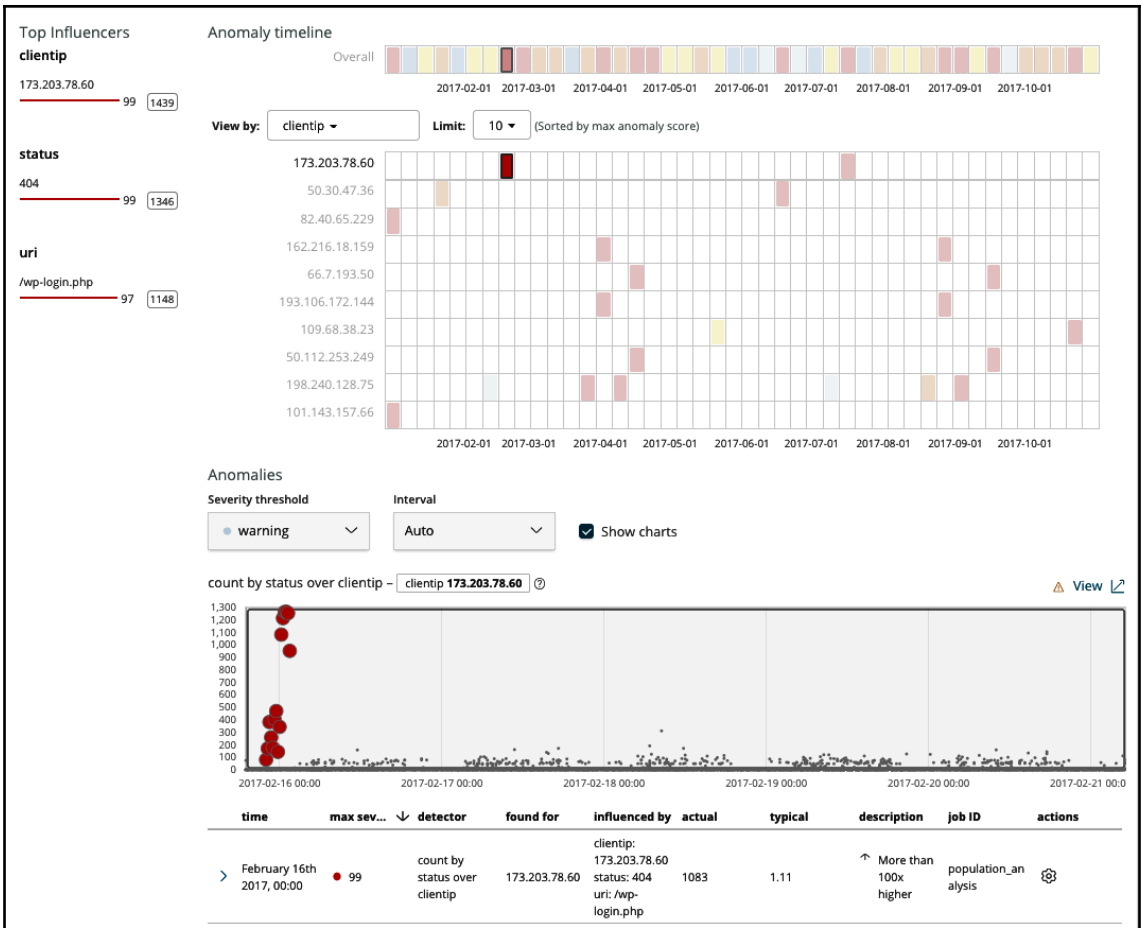 Top Influencers
clientip
173.203.78.60
99 1439
status
404
99 1346
uri
/wp-login.php
97 1148
Anomaly timeline
Overall
2017-02-01 2017-03-01 2017-04-01 2017-05-01 2017-06-01 2017-07-01 2017-08-01 2017-09-01 2017-10-01
View by: clientip Limit: 10 (Sorted by max anomaly score)
173.203.78.60
50.30.47.36
82.40.65.229
162.216.18.159
66.7.193.50
193.106.172.144
109.68.38.23
50.112.253.249
198.240.128.75
101.143.157.66
2017-02-01 2017-03-01 2017-04-01 2017-05-01 2017-06-01 2017-07-01 2017-08-01 2017-09-01 2017-10-01
Anomalies
Severity threshold Interval
warning Auto Show charts
count by status over clientip – clientip 173.203.78.60 View
1,300
1,200
1,100
1,000
900
800
700
600
500
400
300
200
100
0
2017-02-16 00:00 2017-02-17 00:00 2017-02-18 00:00 2017-02-19 00:00 2017-02-20 00:00 2017-02-21 00:0
time max sev... detector found for influenced by actual typical description job ID actions
February 16th
2017, 00:00
99
count by
status over
clientip
173.203.78.60
clientip:
173.203.78.60
status: 404
uri: /wp-
login.php
1083
1.11
More than
100x
higher
population_an
alysis